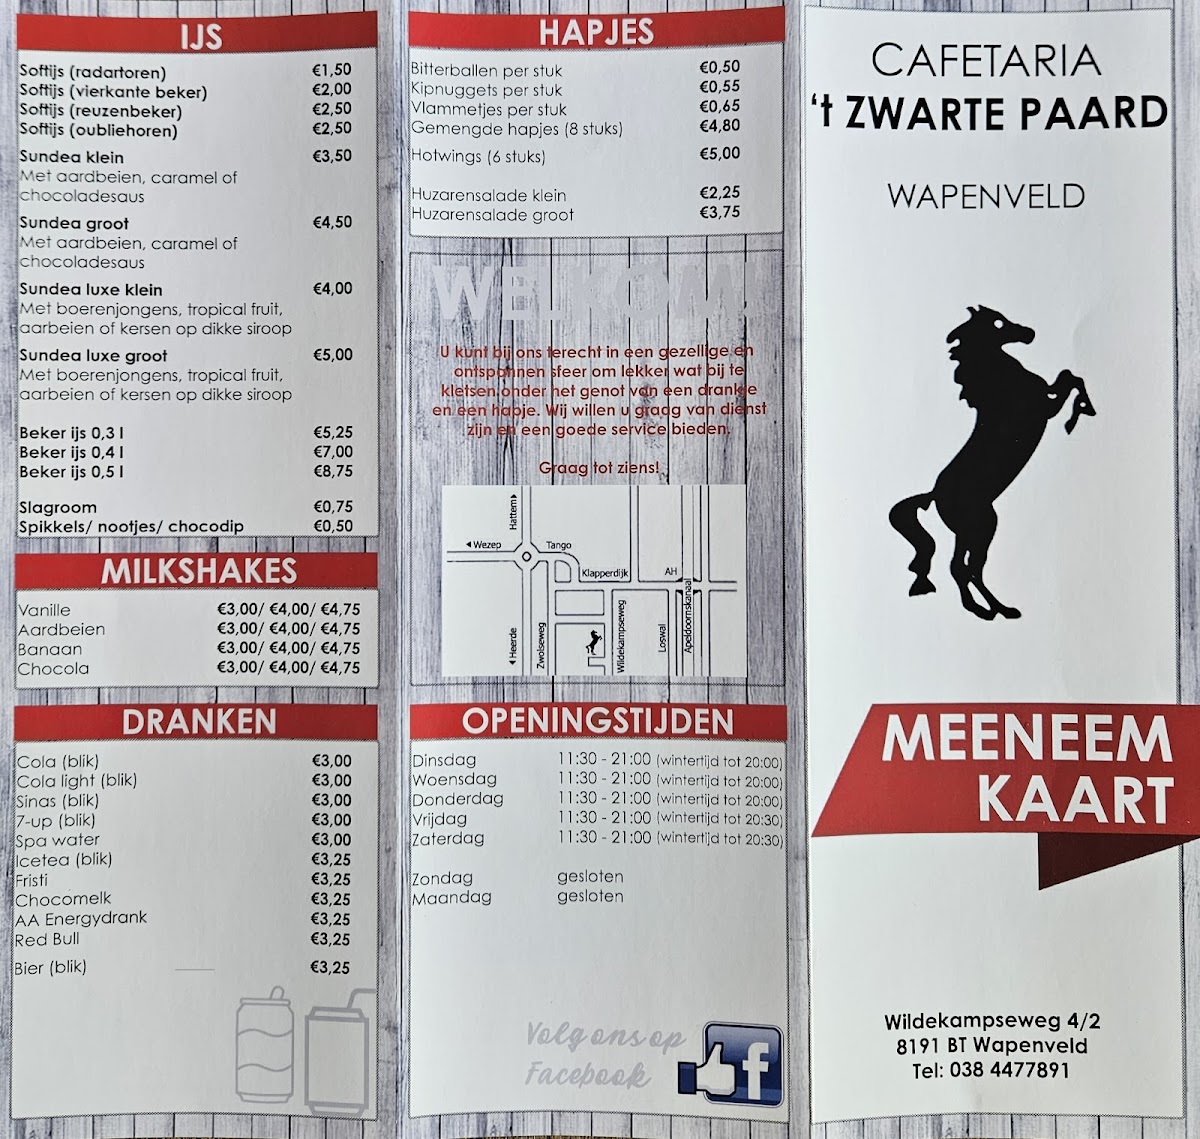 IJS
Softijs (radartoren) €1,50
Softijs (vierkante beker) €2,00
Softijs (reuzenbeker) €2,50
Softijs (oubliehoren) €2,50
Sundea klein €3,50
Met aardbeien, caramel of
chocoladesaus
Sundea groot €4,50
Met aardbeien, caramel of
chocoladesaus
Sundea luxe klein €4,00
Met boerenjongens, tropical fruit,
aarbeien of kersen op dikke siroop
Sundea luxe groot €5,00
Met boerenjongens, tropical fruit,
aarbeien of kersen op dikke siroop
Beker ijs 0,3 l €5,25
Beker ijs 0,4 l €7,00
Beker ijs 0,5 l €8,75
Slagroom €0,75
Spikkels/ nootjes/ chocodip €0,50
MILKSHAKES
Vanille €3,00/ €4,00/ €4,75
Aardbeien €3,00/ €4,00/ €4,75
Banaan €3,00/ €4,00/ €4,75
Chocola €3,00/ €4,00/ €4,75
DRANKEN
Cola (blik) €3,00
Cola light (blik) €3,00
Sinas (blik) €3,00
7-up (blik) €3,00
Spa water €3,00
Icetea (blik) €3,25
Fristi €3,25
Chocomelk €3,25
AA Energydrank €3,25
Red Bull €3,25
Bier (blik) €3,25
HAPJES
Bitterballen per stuk €0,50
Kipnuggets per stuk €0,55
Vlammetjes per stuk €0,65
Gemengde hapjes (8 stuks) €4,80
Hotwings (6 stuks) €5,00
Huzarensalade klein €2,25
Huzarensalade groot €3,75
WELKOM
U kunt bij ons terecht in een gezellige en
ontspannen sfeer om lekker wat bij te
kletsen onder het genot van een drankje
en een hapje. Wij willen u graag van dienst
zijn en een goede service bieden.
Graag tot ziens!
Hattem
Wezep
Tango
Klapperdijk
AH
Heerde
Zwolseweg
Wildekampseweg
Loswal
Apeldoornskanaal
OPENINGSTIJDEN
Dinsdag 11:30 - 21:00 (wintertijd tot 20:00)
Woensdag 11:30 - 21:00 (wintertijd tot 20:00)
Donderdag 11:30 - 21:00 (wintertijd tot 20:00)
Vrijdag 11:30 - 21:00 (wintertijd tot 20:30)
Zaterdag 11:30 - 21:00 (wintertijd tot 20:30)
Zondag gesloten
Maandag gesloten
Volg ons op
Facebook
f
CAFETARIA
't ZWARTE PAARD
WAPENVELD
MEENEEM
KAART
Wildekampseweg 4/2
8191 BT Wapenveld
Tel: 038 4477891